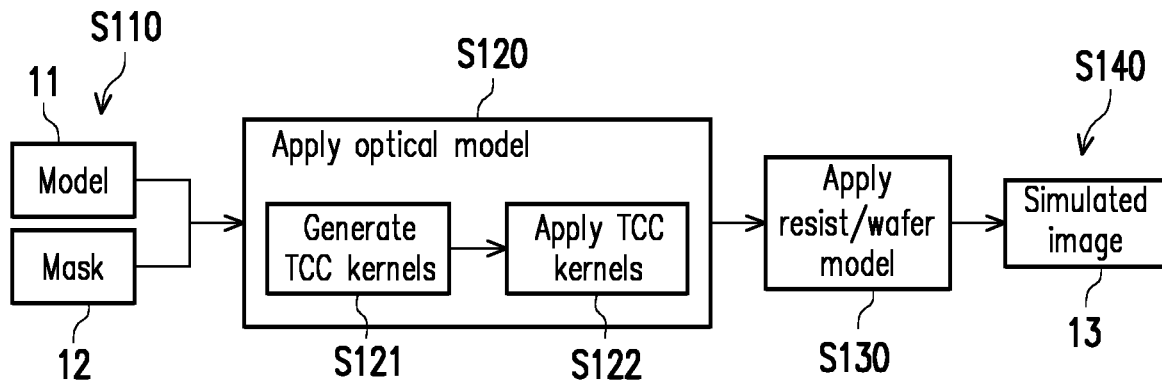 S110
11
Model
Mask
12
S120
Apply optical model
Generate
TCC kernels
S121
Apply TCC
kernels
S122
Apply
resist/wafer
model
S130
S140
Simulated
image
13